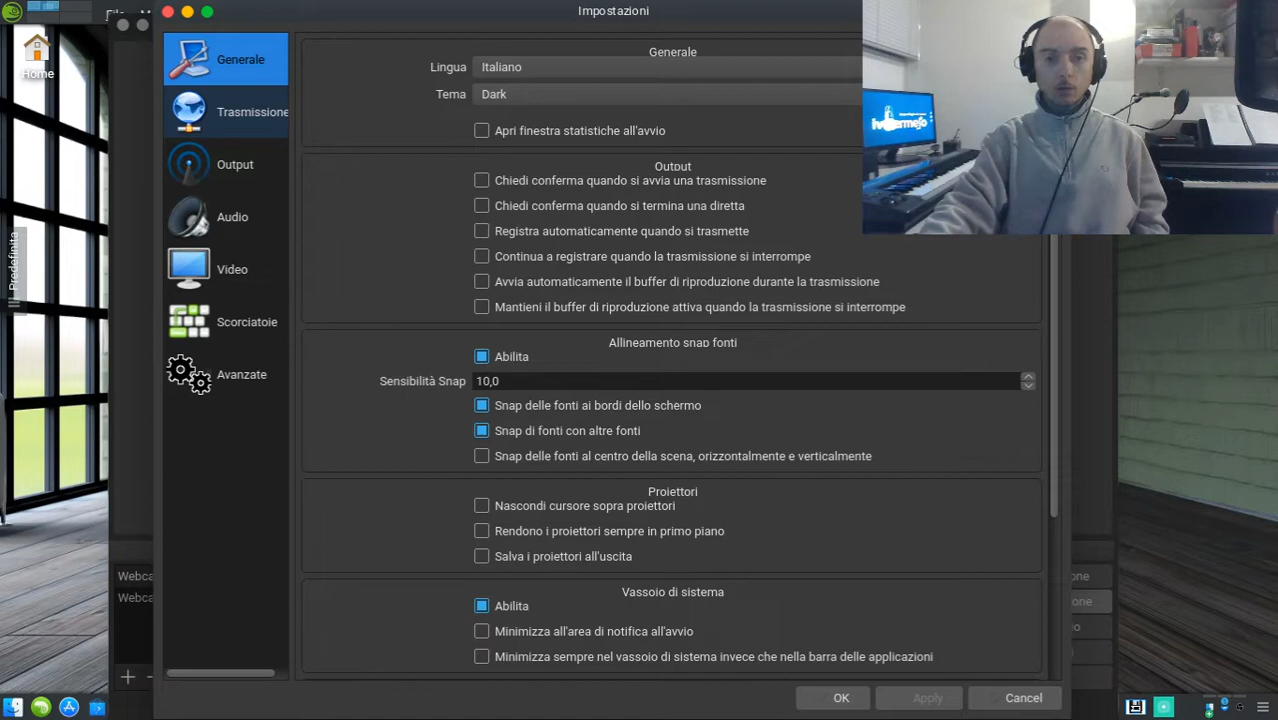 Impostazioni
Home
Predefinita
Generale
Trasmissione
Output
Audio
Video
Scorciatoie
Avanzate
Generale
Lingua Italiano
Tema Dark
Apri finestra statistiche all'avvio
Output
Chiedi conferma quando si avvia una trasmissione
Chiedi conferma quando si termina una diretta
Registra automaticamente quando si trasmette
Continua a registrare quando la trasmissione si interrompe
Avvia automaticamente il buffer di riproduzione durante la trasmissione
Mantieni il buffer di riproduzione attiva quando la trasmissione si interrompe
Allineamento snap fonti
Abilita
Sensibilità Snap 10,0
Snap delle fonti ai bordi dello schermo
Snap di fonti con altre fonti
Snap delle fonti al centro della scena, orizzontalmente e verticalmente
Proiettori
Nascondi cursore sopra proiettori
Rendono i proiettori sempre in primo piano
Salva i proiettori all'uscita
Vassoio di sistema
Abilita
Minimizza all'area di notifica all'avvio
Minimizza sempre nel vassoio di sistema invece che nella barra delle applicazioni
Webca
Webca
OK
Apply
Cancel